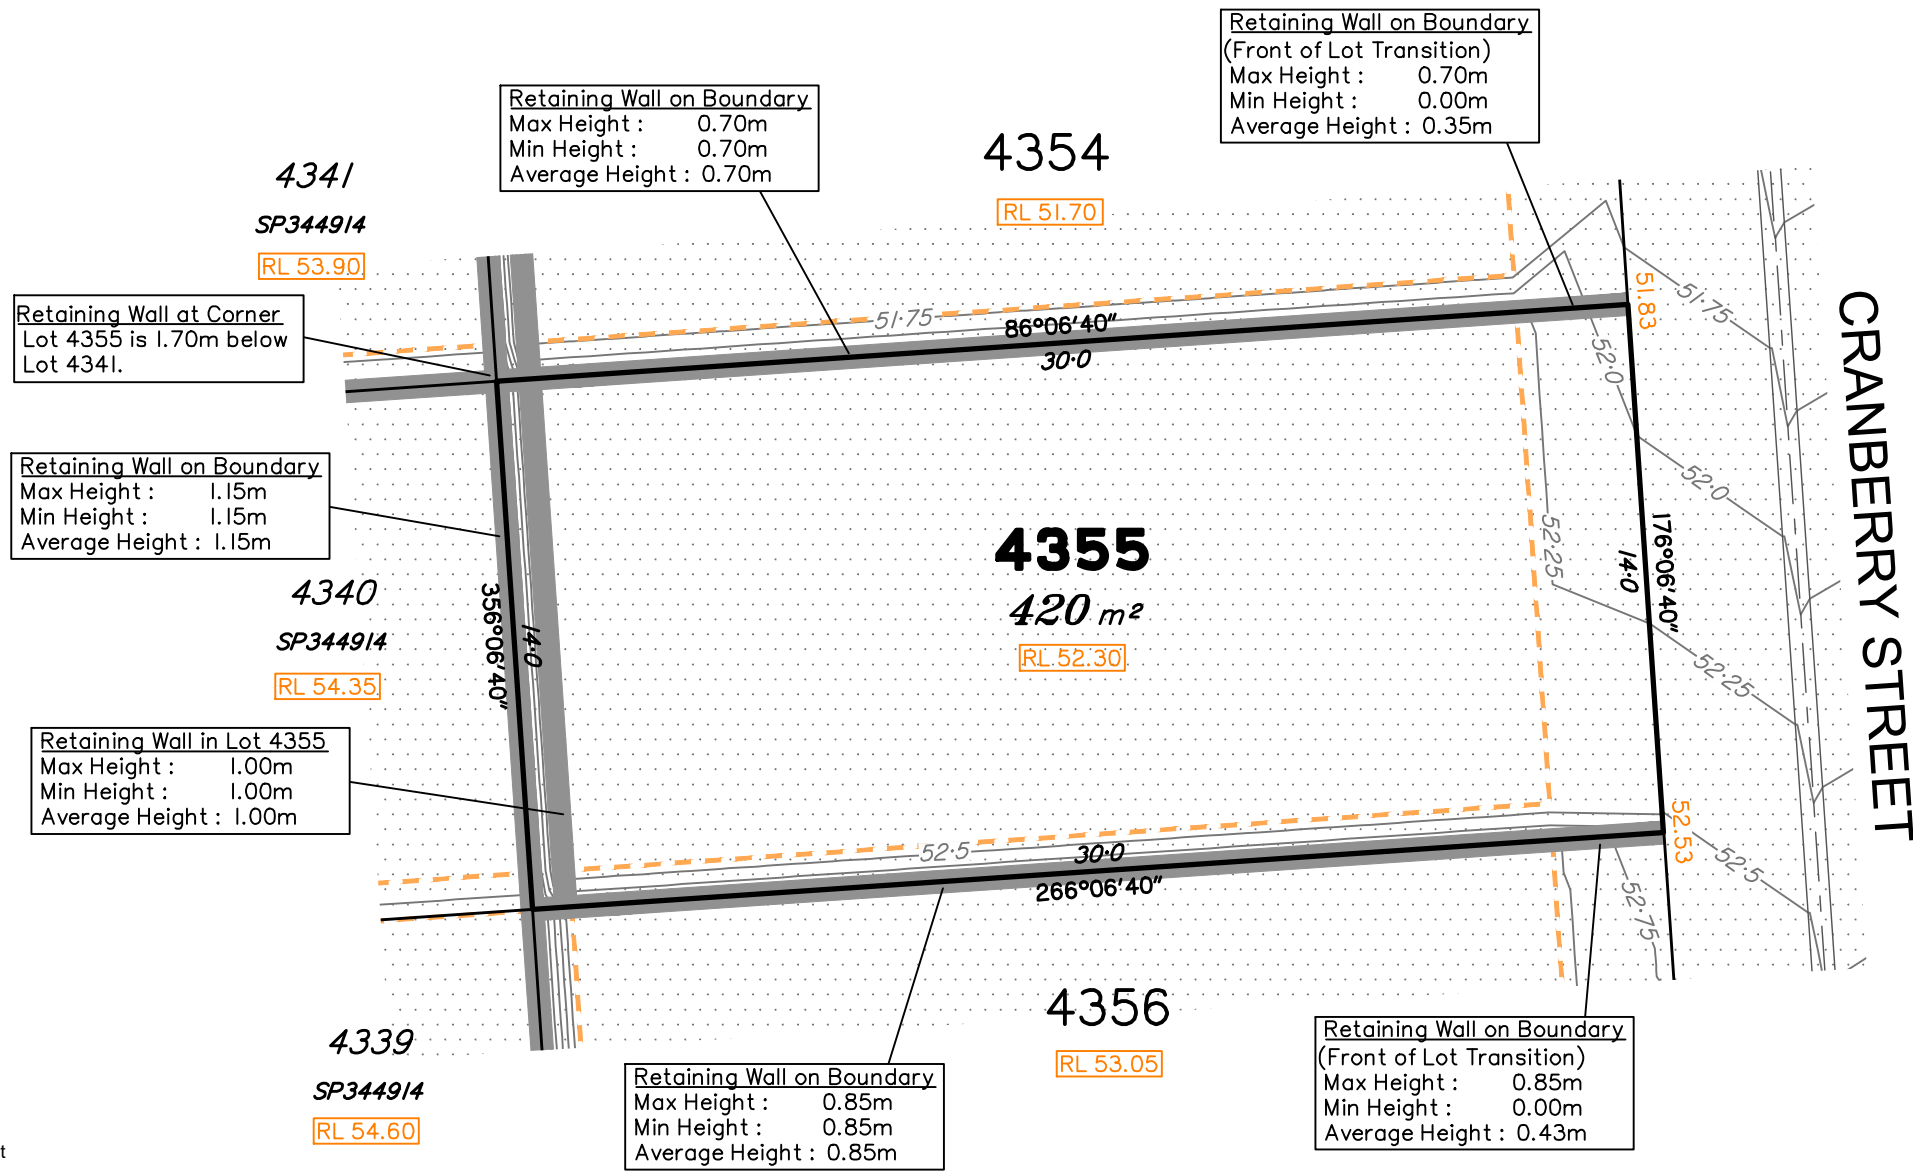 Retaining Wall on Boundary
(Front of Lot Transition)
Max Height : 0.70m
Min Height : 0.00m
Average Height : 0.35m
Retaining Wall on Boundary
Max Height : 0.70m
Min Height : 0.70m
Average Height : 0.70m
4354
RL 51.70
4341
SP344914
RL 53.90
Retaining Wall at Corner
Lot 4355 is 1.70m below
Lot 4341.
51·75
86°06'40"
30·0
51.83
51·75
52·0
52·0
CRANBERRY STREET
Retaining Wall on Boundary
Max Height : 1.15m
Min Height : 1.15m
Average Height : 1.15m
4355
420 m²
RL 52.30
52·25
14·0
176°06'40"
52·25
4340
SP344914
RL 54.35
356°06'40"
14·0
Retaining Wall in Lot 4355
Max Height : 1.00m
Min Height : 1.00m
Average Height : 1.00m
52·5
30·0
266°06'40"
52.53
52·5
52·75
4356
RL 53.05
4339
SP344914
RL 54.60
Retaining Wall on Boundary
Max Height : 0.85m
Min Height : 0.85m
Average Height : 0.85m
Retaining Wall on Boundary
(Front of Lot Transition)
Max Height : 0.85m
Min Height : 0.00m
Average Height : 0.43m
t